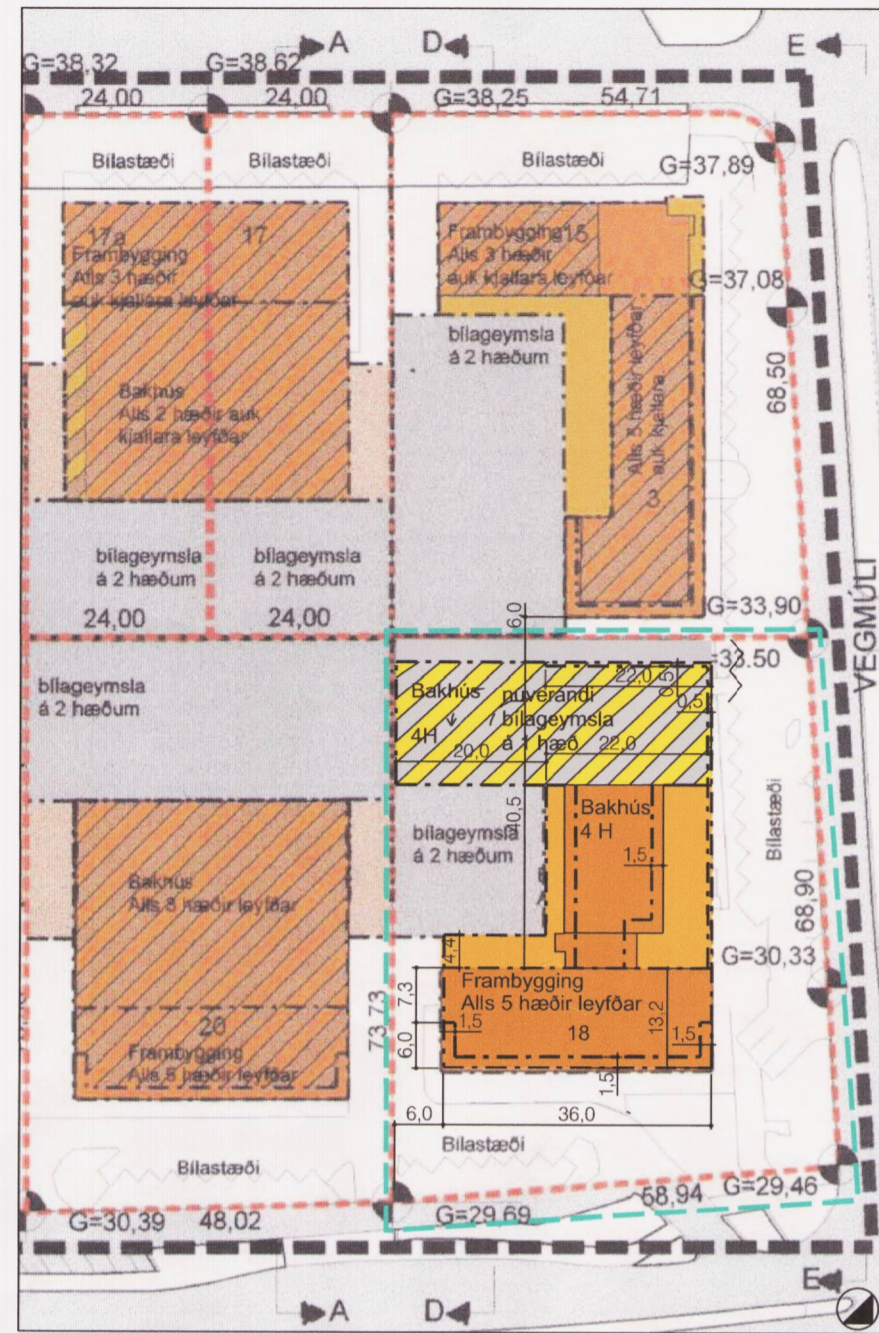 A
D
E
G=38,32
G=38,62
24,00
24,00
G=38,25
54,71
Bílastæði
Bílastæði
Bílastæði
G=37,89
17a
17
Frambygging
Alls 3 hæðir
auk kjallara leyfðar
Frambygging 15
Alls 3 hæðir
auk kjallara leyfðar
G=37,08
bílageymsla
á 2 hæðum
Alls 5 hæðir leyfðar
auk kjallara
3
68,50
Bakhús
Alls 2 hæðir auk
kjallara leyfðar
bílageymsla
á 2 hæðum
bílageymsla
á 2 hæðum
24,00
24,00
6,0
G=33,90
=33.50
VEGMÚLI
bílageymsla
á 2 hæðum
Bakhús
4H
núverandi
bílageymsla
á 1 hæð
22,0
0,5
0,5
20,0
22,0
40,5
bílageymsla
á 2 hæðum
Bakhús
4 H
1,5
Bílastæði
68,90
Bakhús
Alls 5 hæðir leyfðar
4,4
G=30,33
73,73
7,3
6,0
Frambygging
Alls 5 hæðir leyfðar
18
1,5
13,2
1,5
1,5
20
Frambygging
Alls 5 hæðir leyfðar
6,0
36,0
Bílastæði
Bílastæði
G=30,39
48,02
G=29.69
58,94
G=29,46
A
D
E